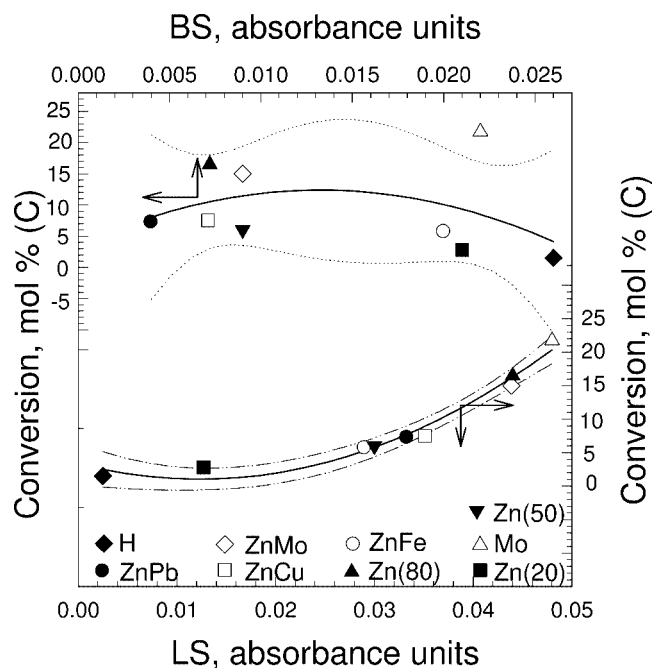 BS, absorbance units
0.000 0.005 0.010 0.015 0.020 0.025
Conversion, mol % (C)
25
20
15
10
5
0
-5
25
20
15
10
5
0
Conversion, mol % (C)
Zn(50)
H ZnMo ZnFe Mo
ZnPb ZnCu Zn(80) Zn(20)
0.00 0.01 0.02 0.03 0.04 0.05
LS, absorbance units